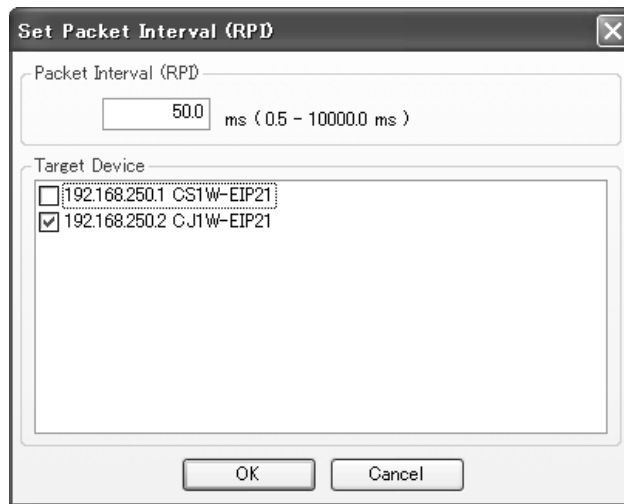 Set Packet Interval (RPI)
Packet Interval (RPI)
50.0 ms ( 0.5 - 10000.0 ms )
Target Device
192.168.250.1 CS1W-EIP21
192.168.250.2 CJ1W-EIP21
OK Cancel